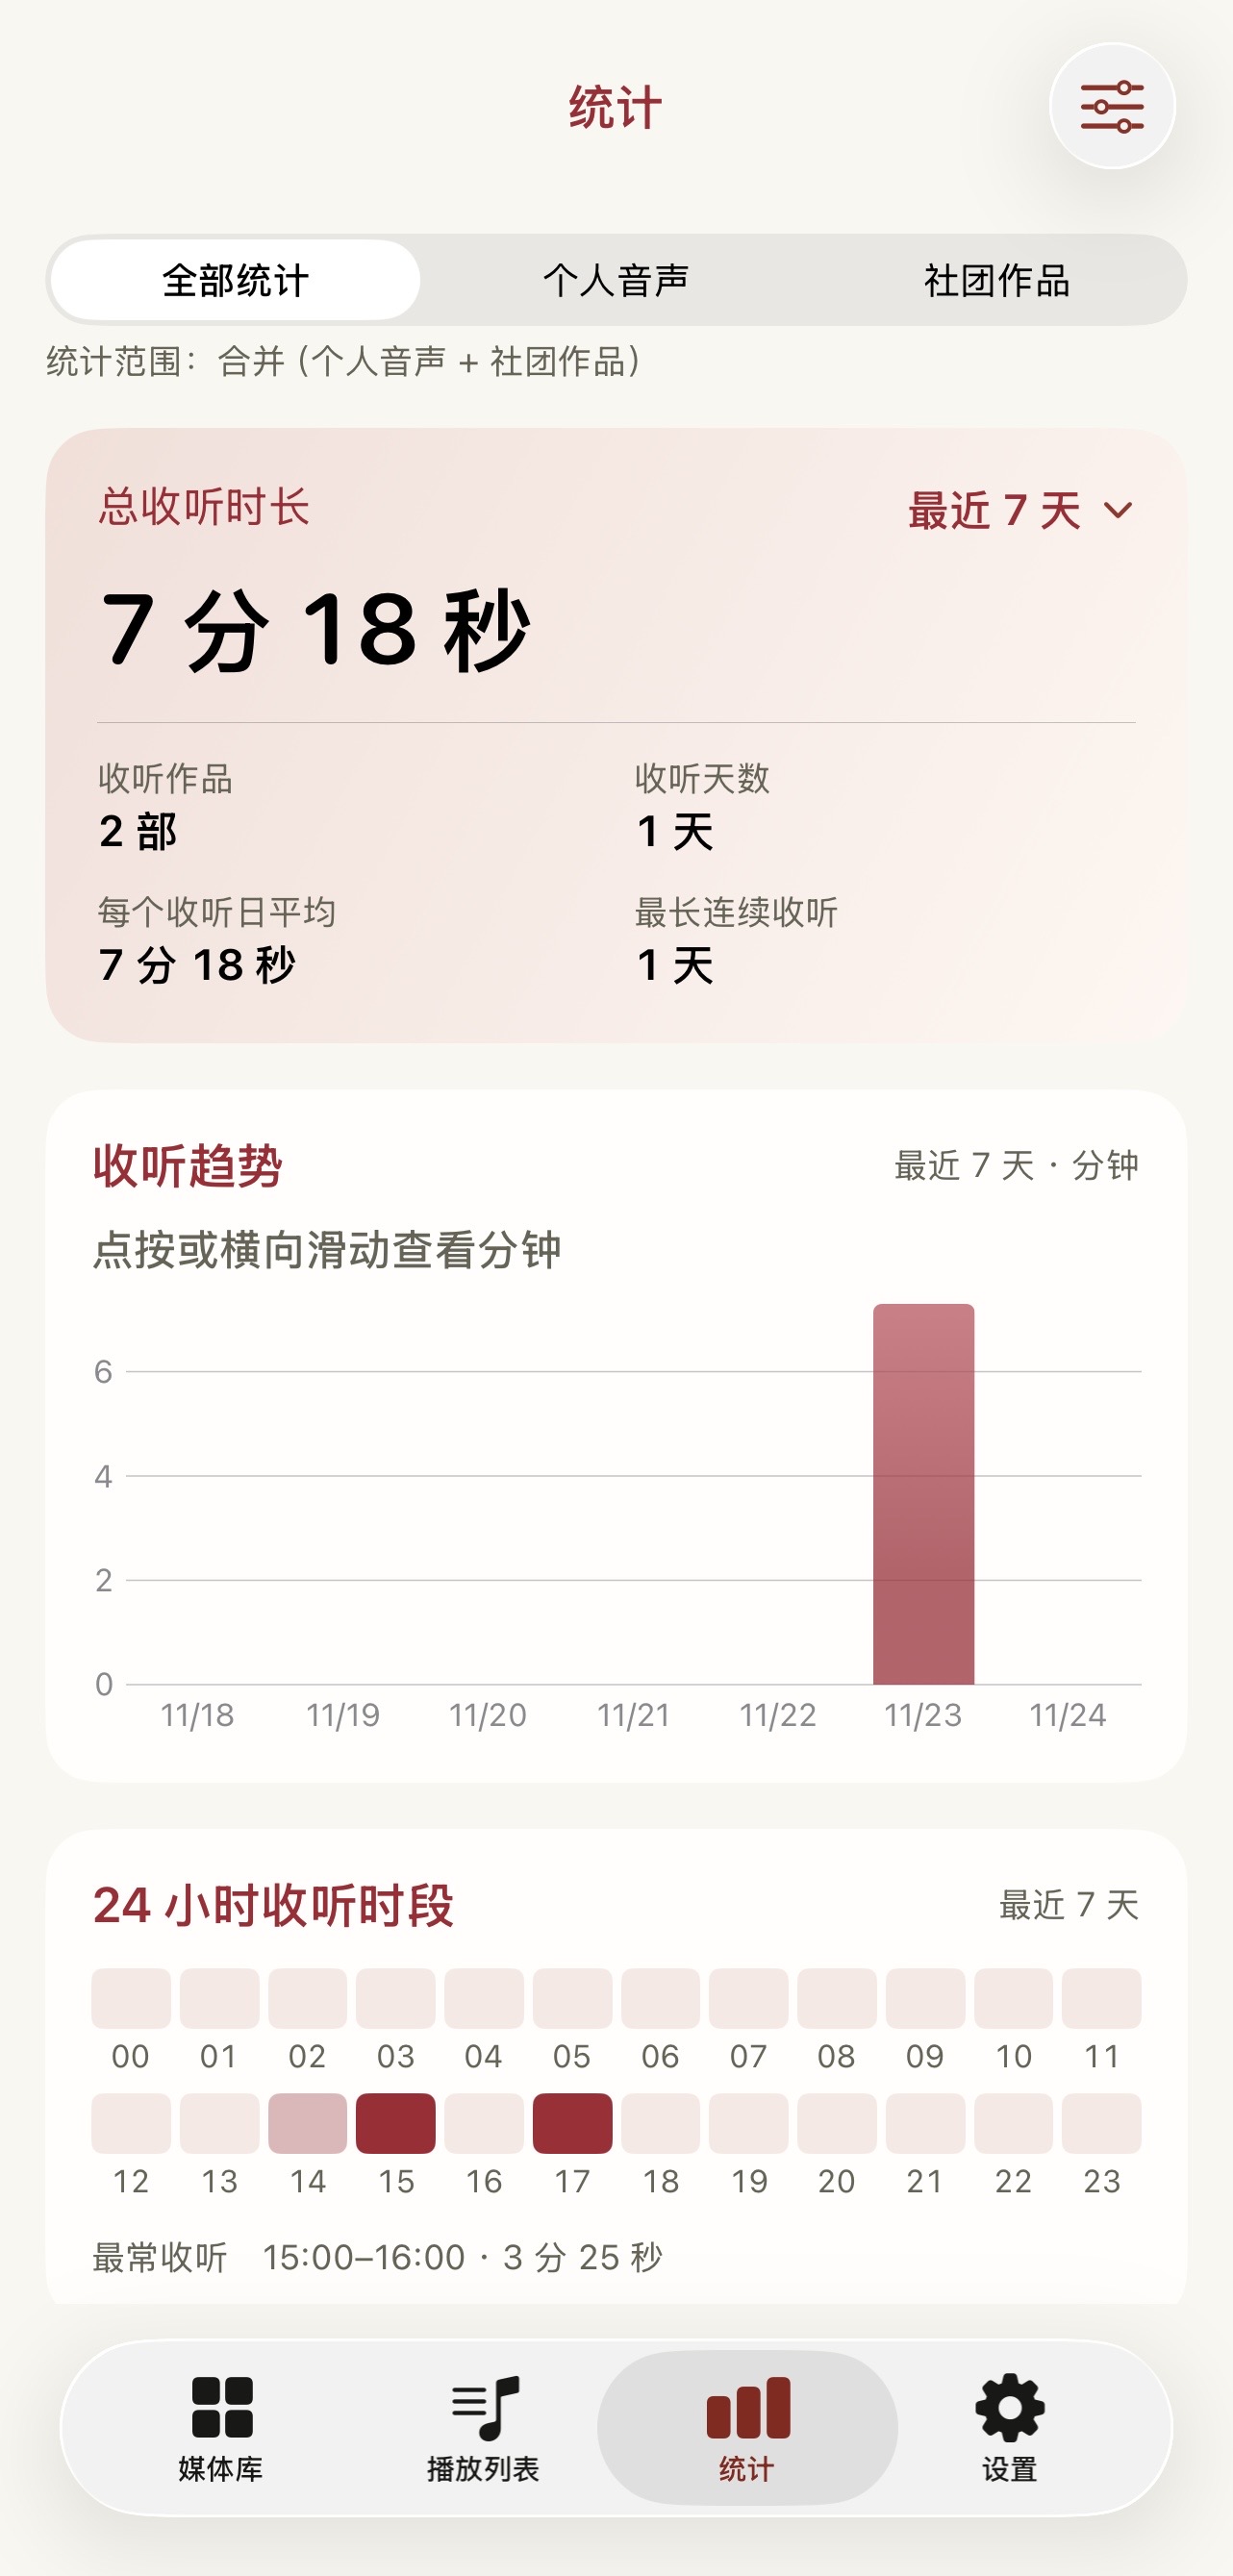 统计
全部统计 个人音声 社团作品
统计范围：合并 (个人音声 + 社团作品)
总收听时长 最近 7 天
7 分 18 秒
收听作品 收听天数
2 部 1 天
每个收听日平均 最长连续收听
7 分 18 秒 1 天
收听趋势 最近 7 天 · 分钟
点按或横向滑动查看分钟
6
4
2
0
11/18 11/19 11/20 11/21 11/22 11/23 11/24
24 小时收听时段 最近 7 天
00 01 02 03 04 05 06 07 08 09 10 11
12 13 14 15 16 17 18 19 20 21 22 23
最常收听 15:00–16:00 · 3 分 25 秒
媒体库 播放列表 统计 设置